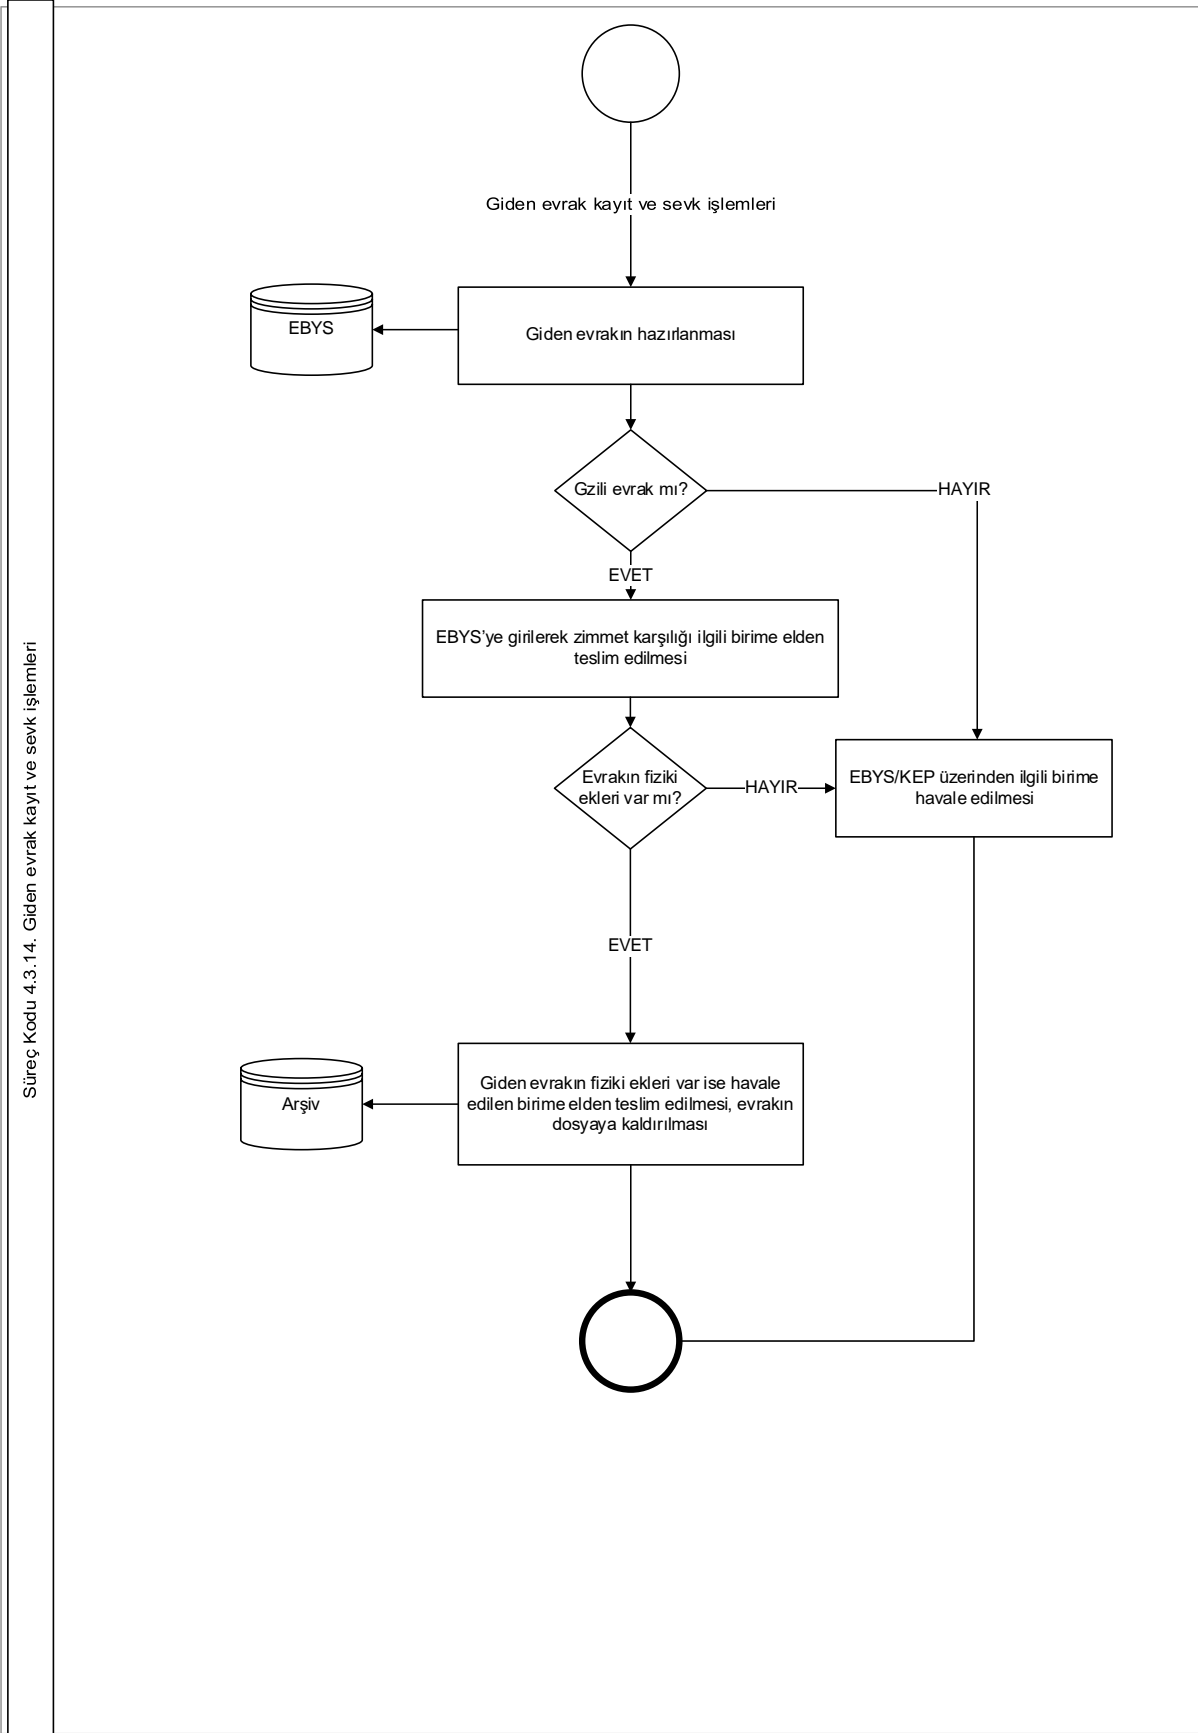 Süreç Kodu 4.3.14. Giden evrak kayıt ve sevk işlemleri
Giden evrak kayıt ve sevk işlemleri
EBYS
Giden evrakın hazırlanması
Gzili evrak mı?
HAYIR
EVET
EBYS’ye girilerek zimmet karşılığı ilgili birime elden
teslim edilmesi
Evrakın fiziki
ekleri var mı?
HAYIR
EBYS/KEP üzerinden ilgili birime
havale edilmesi
EVET
Arşiv
Giden evrakın fiziki ekleri var ise havale
edilen birime elden teslim edilmesi, evrakın
dosyaya kaldırılması